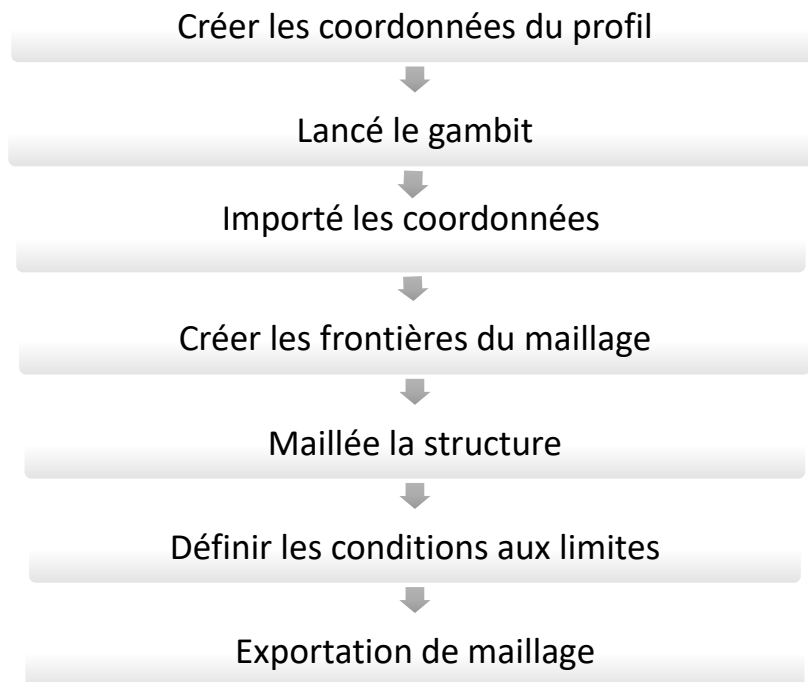 Créer les coordonnées du profil
Lancé le gambit
Importé les coordonnées
Créer les frontières du maillage
Maillée la structure
Définir les conditions aux limites
Exportation de maillage